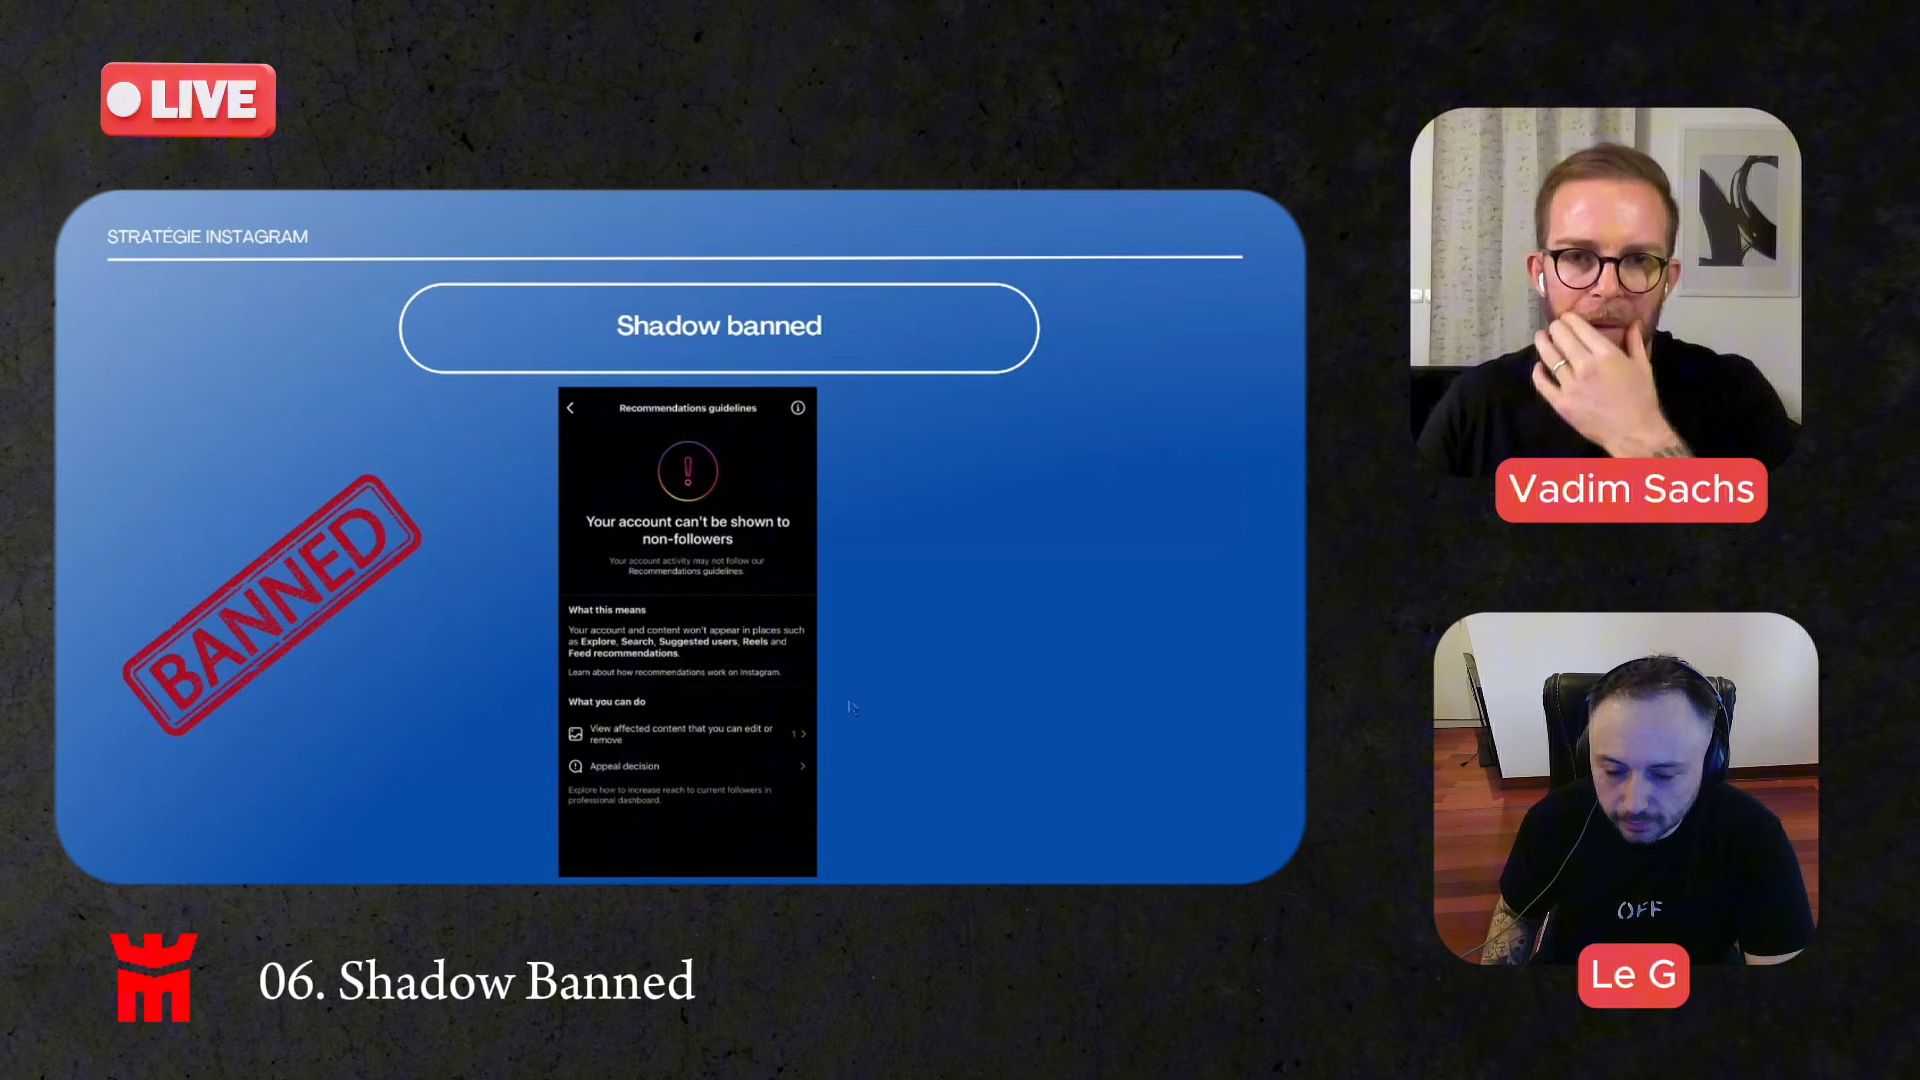 LIVE
STRATÉGIE INSTAGRAM
Shadow banned
Recommendations guidelines
Your account can't be shown to
non-followers
Your account activity may not follow our
Recommendations guidelines.
What this means
Your account and content won't appear in places such
as Explore, Search, Suggested users, Reels and
Feed recommendations.
Learn about how recommendations work on Instagram.
What you can do
View affected content that you can edit or
remove
1
Appeal decision
Explore how to increase reach to current followers in
professional dashboard.
BANNED
Vadim Sachs
OFF
Le G
06. Shadow Banned